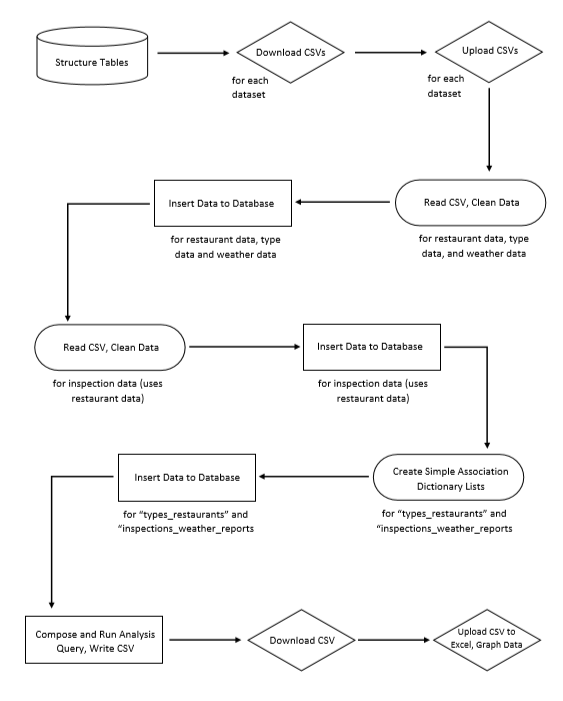 Structure Tables
Download CSVs
for each
dataset
Upload CSVs
for each
dataset
Insert Data to Database
for restaurant data, type
data and weather data
Read CSV, Clean Data
for restaurant data, type
data, and weather data
Read CSV, Clean Data
for inspection data (uses
restaurant data)
Insert Data to Database
for inspection data (uses
restaurant data)
Insert Data to Database
for “types_restaurants” and
“inspections_weather_reports
Create Simple Association
Dictionary Lists
for “types_restaurants” and
“inspections_weather_reports
Compose and Run Analysis
Query, Write CSV
Download CSV
Upload CSV to
Excel, Graph Data